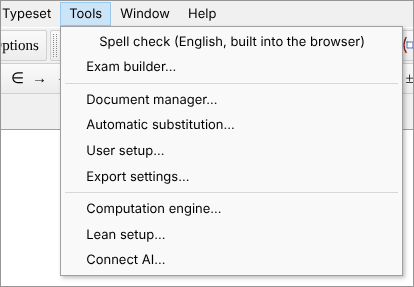 Typeset Tools Window Help
ptions
Spell check (English, built into the browser)
Exam builder...
∈ → ±
Document manager...
Automatic substitution...
User setup...
Export settings...
Computation engine...
Lean setup...
Connect AI...